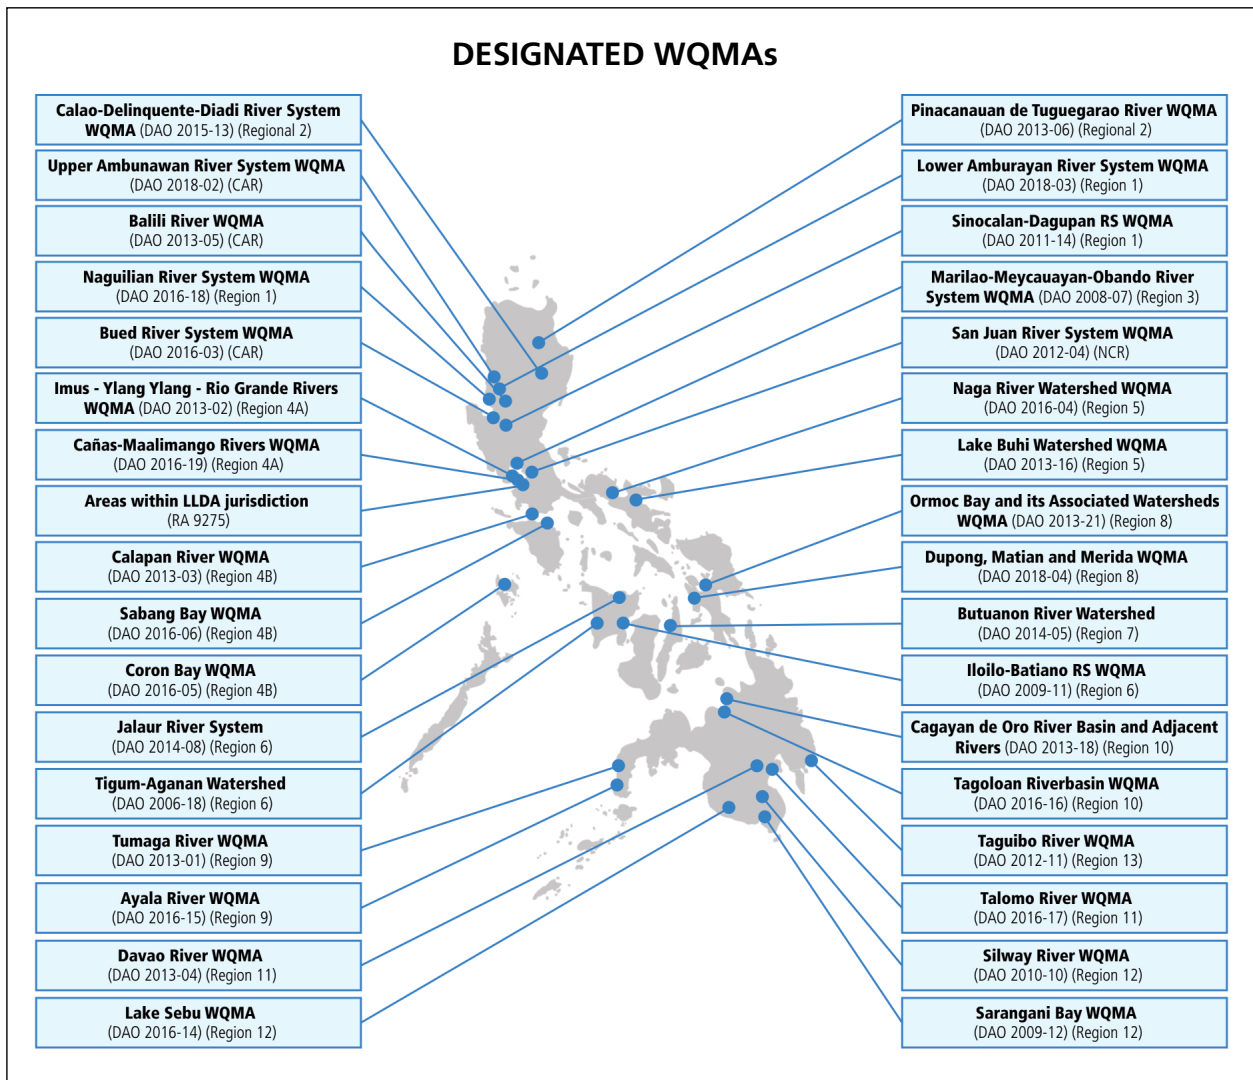 DESIGNATED WQMAs
Calao-Delinquente-Diadi River System
WQMA (DAO 2015-13) (Regional 2)
Upper Ambunawan River System WQMA
(DAO 2018-02) (CAR)
Balili River WQMA
(DAO 2013-05) (CAR)
Naguilian River System WQMA
(DAO 2016-18) (Region 1)
Bued River System WQMA
(DAO 2016-03) (CAR)
Imus - Ylang Ylang - Rio Grande Rivers
WQMA (DAO 2013-02) (Region 4A)
Cañas-Maalimango Rivers WQMA
(DAO 2016-19) (Region 4A)
Areas within LLDA jurisdiction
(RA 9275)
Calapan River WQMA
(DAO 2013-03) (Region 4B)
Sabang Bay WQMA
(DAO 2016-06) (Region 4B)
Coron Bay WQMA
(DAO 2016-05) (Region 4B)
Jalaur River System
(DAO 2014-08) (Region 6)
Tigum-Aganan Watershed
(DAO 2006-18) (Region 6)
Tumaga River WQMA
(DAO 2013-01) (Region 9)
Ayala River WQMA
(DAO 2016-15) (Region 9)
Davao River WQMA
(DAO 2013-04) (Region 11)
Lake Sebu WQMA
(DAO 2016-14) (Region 12)
Pinacanauan de Tuguegarao River WQMA
(DAO 2013-06) (Regional 2)
Lower Amburayan River System WQMA
(DAO 2018-03) (Region 1)
Sinocalan-Dagupan RS WQMA
(DAO 2011-14) (Region 1)
Marilao-Meycauayan-Obando River
System WQMA (DAO 2008-07) (Region 3)
San Juan River System WQMA
(DAO 2012-04) (NCR)
Naga River Watershed WQMA
(DAO 2016-04) (Region 5)
Lake Buhi Watershed WQMA
(DAO 2013-16) (Region 5)
Ormoc Bay and its Associated Watersheds
WQMA (DAO 2013-21) (Region 8)
Dupong, Matian and Merida WQMA
(DAO 2018-04) (Region 8)
Butuanon River Watershed
(DAO 2014-05) (Region 7)
Iloilo-Batiano RS WQMA
(DAO 2009-11) (Region 6)
Cagayan de Oro River Basin and Adjacent
Rivers (DAO 2013-18) (Region 10)
Tagoloan Riverbasin WQMA
(DAO 2016-16) (Region 10)
Taguibo River WQMA
(DAO 2012-11) (Region 13)
Talomo River WQMA
(DAO 2016-17) (Region 11)
Silway River WQMA
(DAO 2010-10) (Region 12)
Sarangani Bay WQMA
(DAO 2009-12) (Region 12)